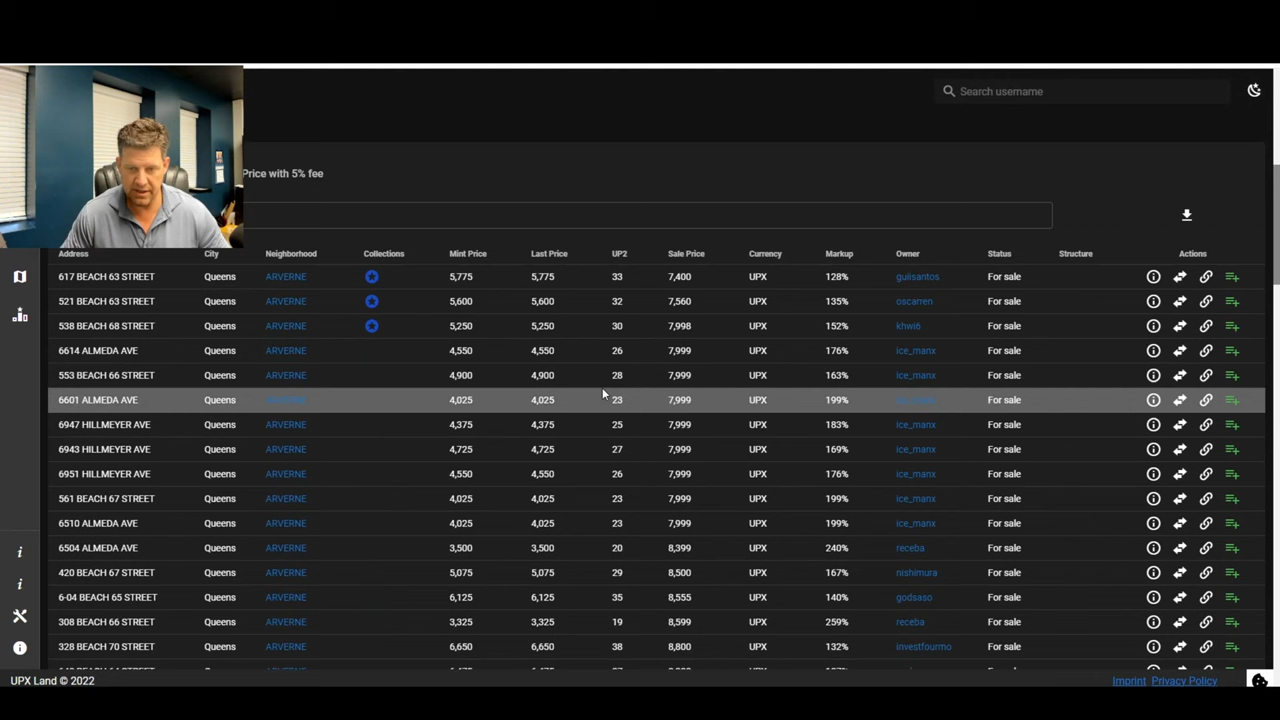 Search username
Price with 5% fee
Address City Neighborhood Collections Mint Price Last Price UP2 Sale Price Currency Markup Owner Status Structure Actions
617 BEACH 63 STREET Queens ARVERNE 5,775 5,775 33 7,400 UPX 128% guiisantos For sale
521 BEACH 63 STREET Queens ARVERNE 5,600 5,600 32 7,560 UPX 135% oscarren For sale
538 BEACH 68 STREET Queens ARVERNE 5,250 5,250 30 7,998 UPX 152% khwi6 For sale
6614 ALMEDA AVE Queens ARVERNE 4,550 4,550 26 7,999 UPX 176% ice_manx For sale
553 BEACH 66 STREET Queens ARVERNE 4,900 4,900 28 7,999 UPX 163% ice_manx For sale
6601 ALMEDA AVE Queens ARVERNE 4,025 4,025 23 7,999 UPX 199% For sale
6947 HILLMEYER AVE Queens ARVERNE 4,375 4,375 25 7,999 UPX 183% ice_manx For sale
6943 HILLMEYER AVE Queens ARVERNE 4,725 4,725 27 7,999 UPX 169% ice_manx For sale
6951 HILLMEYER AVE Queens ARVERNE 4,550 4,550 26 7,999 UPX 176% ice_manx For sale
561 BEACH 67 STREET Queens ARVERNE 4,025 4,025 23 7,999 UPX 199% ice_manx For sale
6510 ALMEDA AVE Queens ARVERNE 4,025 4,025 23 7,999 UPX 199% ice_manx For sale
6504 ALMEDA AVE Queens ARVERNE 3,500 3,500 20 8,399 UPX 240% receba For sale
420 BEACH 67 STREET Queens ARVERNE 5,075 5,075 29 8,500 UPX 167% nishimura For sale
6-04 BEACH 65 STREET Queens ARVERNE 6,125 6,125 35 8,555 UPX 140% godsaso For sale
308 BEACH 66 STREET Queens ARVERNE 3,325 3,325 19 8,599 UPX 259% receba For sale
328 BEACH 70 STREET Queens ARVERNE 6,650 6,650 38 8,800 UPX 132% investfourmo For sale
UPX Land © 2022 Imprint Privacy Policy